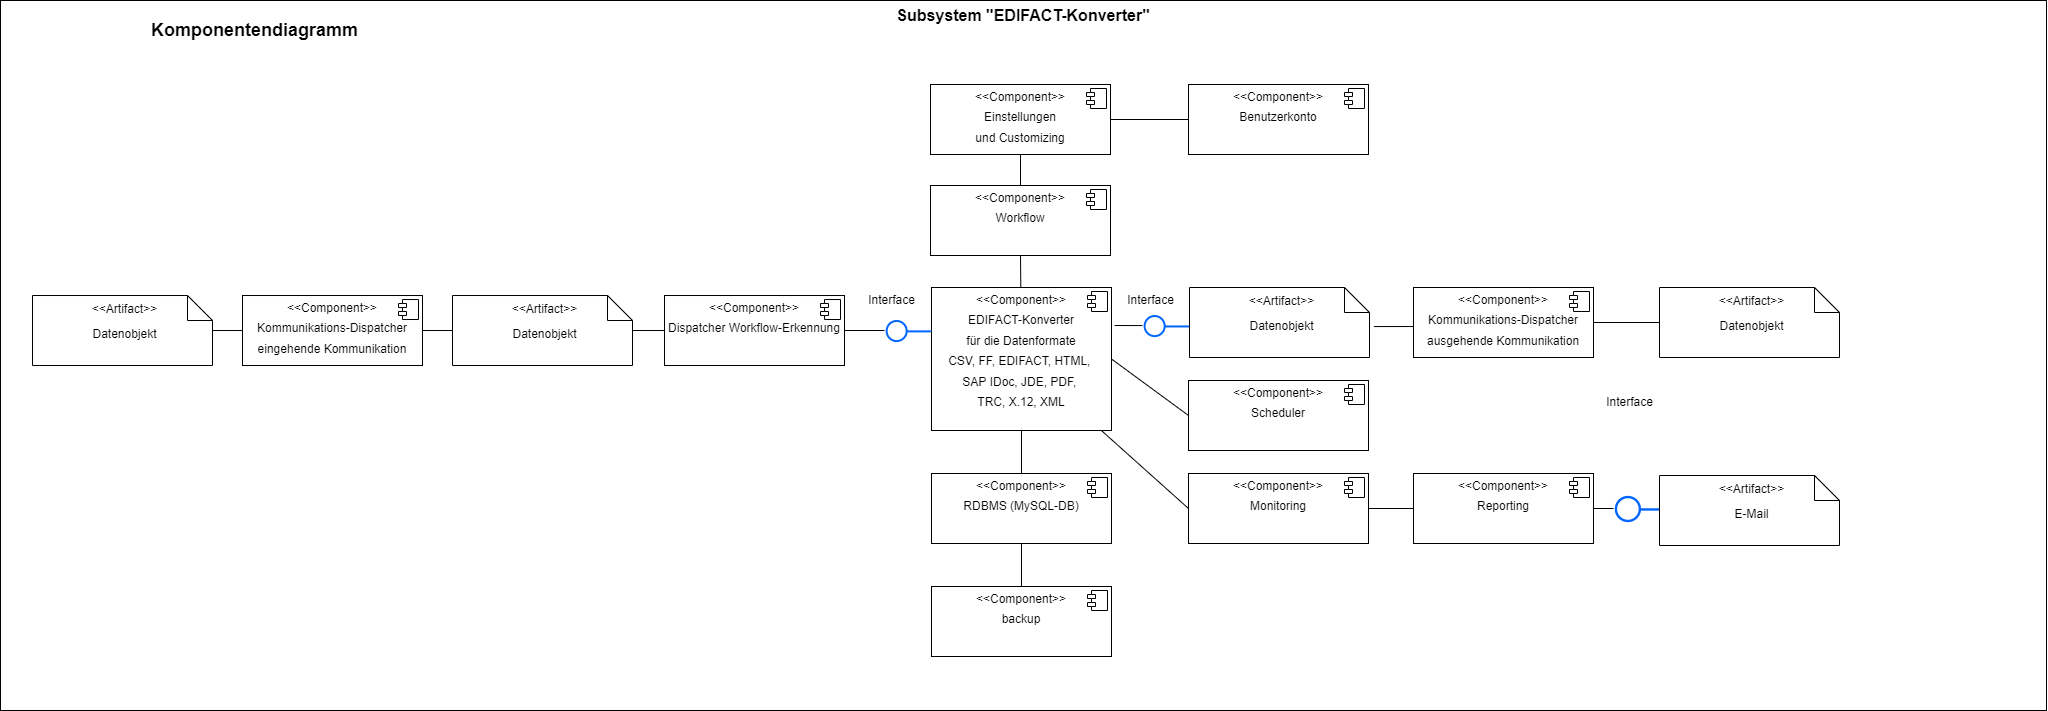 Subsystem "EDIFACT-Konverter"
Komponentendiagramm
<<Component>>
Einstellungen
und Customizing
<<Component>>
Benutzerkonto
<<Component>>
Workflow
<<Artifact>>
Datenobjekt
<<Component>>
Kommunikations-Dispatcher
eingehende Kommunikation
<<Artifact>>
Datenobjekt
<<Component>>
Dispatcher Workflow-Erkennung
Interface
<<Component>>
EDIFACT-Konverter
für die Datenformate
CSV, FF, EDIFACT, HTML,
SAP IDoc, JDE, PDF,
TRC, X.12, XML
Interface
<<Artifact>>
Datenobjekt
<<Component>>
Kommunikations-Dispatcher
ausgehende Kommunikation
<<Artifact>>
Datenobjekt
<<Component>>
Scheduler
Interface
<<Component>>
RDBMS (MySQL-DB)
<<Component>>
Monitoring
<<Component>>
Reporting
<<Artifact>>
E-Mail
<<Component>>
backup